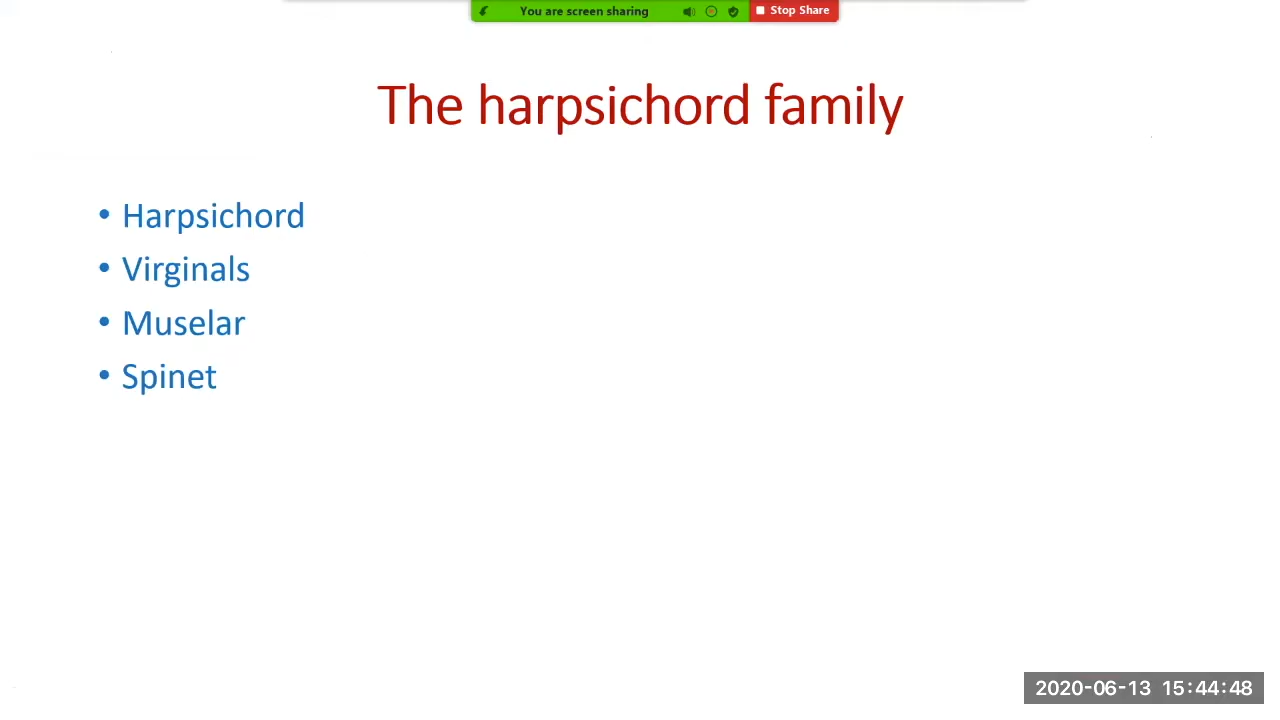 You are screen sharing Stop Share
The harpsichord family
• Harpsichord
• Virginals
• Muselar
• Spinet
2020-06-13 15:44:48